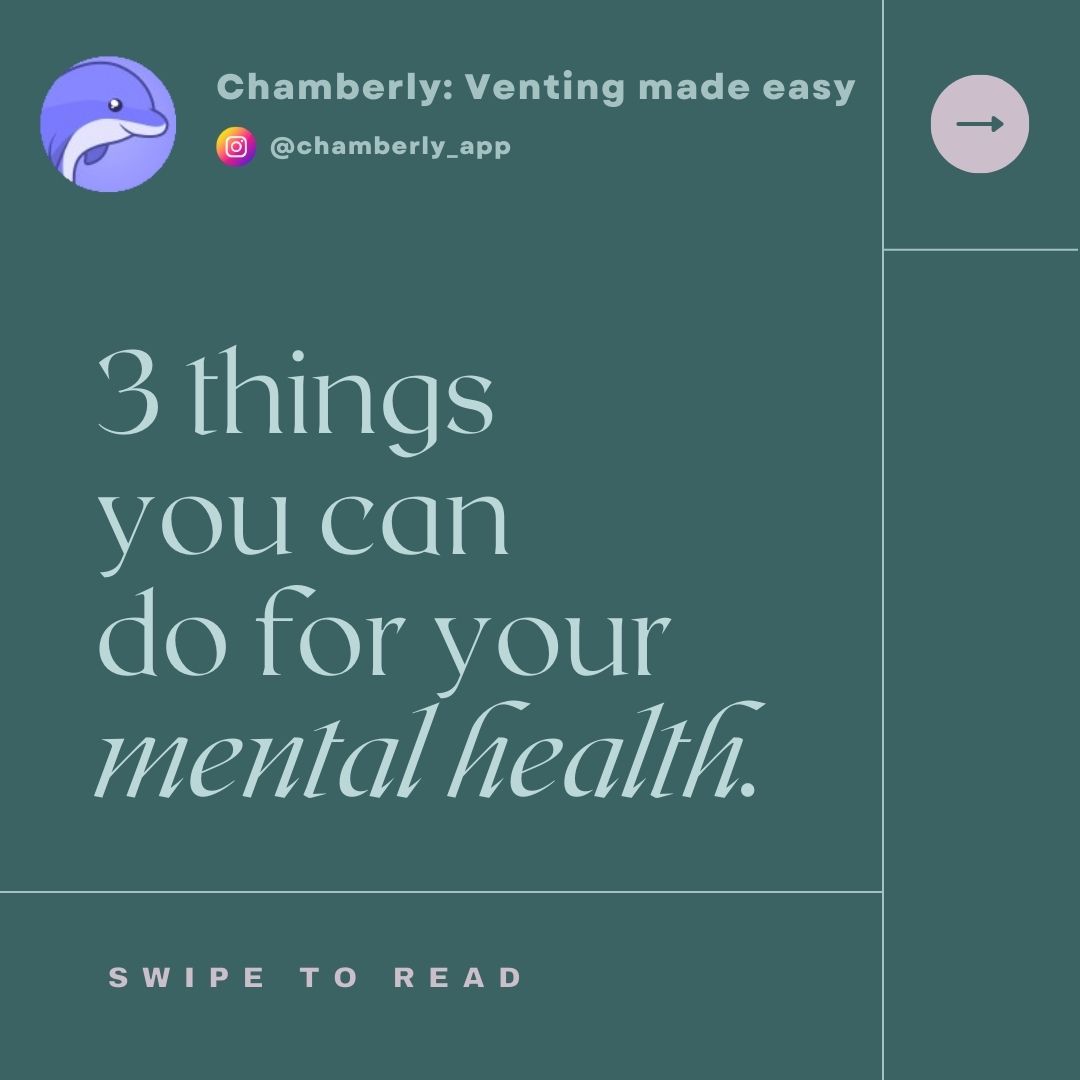 Chamberly: Venting made easy
@chamberly_app
3 things
you can
do for your
mental health.
SWIPE TO READ